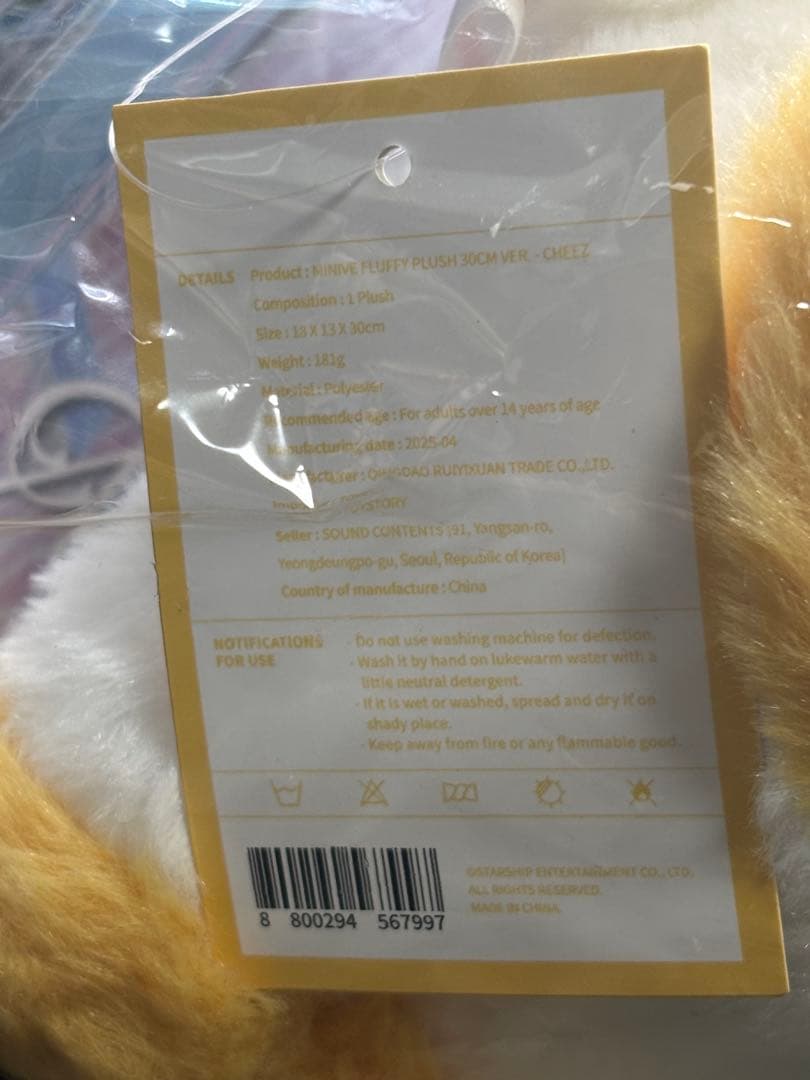 DETAILS Product : MINIVE FLUFFY PLUSH 30CM VER. - CHEEZ
Composition : 1 Plush
Size : 18 X 13 X 30cm
Weight : 181g
Material : Polyester
Recommended age : For adults over 14 years of age
Manufacturing date : 2025-04
Manufacturer : QINGDAO RUIYIXUAN TRADE CO.,LTD.
Seller : SOUND CONTENTS [91, Yangsan-ro,
Yeongdeungpo-gu, Seoul, Republic of Korea]
Country of manufacture : China
NOTIFICATIONS
FOR USE
- Do not use washing machine for defection.
- Wash it by hand on lukewarm water with a
little neutral detergent.
- If it is wet or washed, spread and dry if on
shady place.
- Keep away from fire or any flammable good.
8 800294 567997
©STARSHIP ENTERTAINMENT CO., LTD.
ALL RIGHTS RESERVED.
MADE IN CHINA